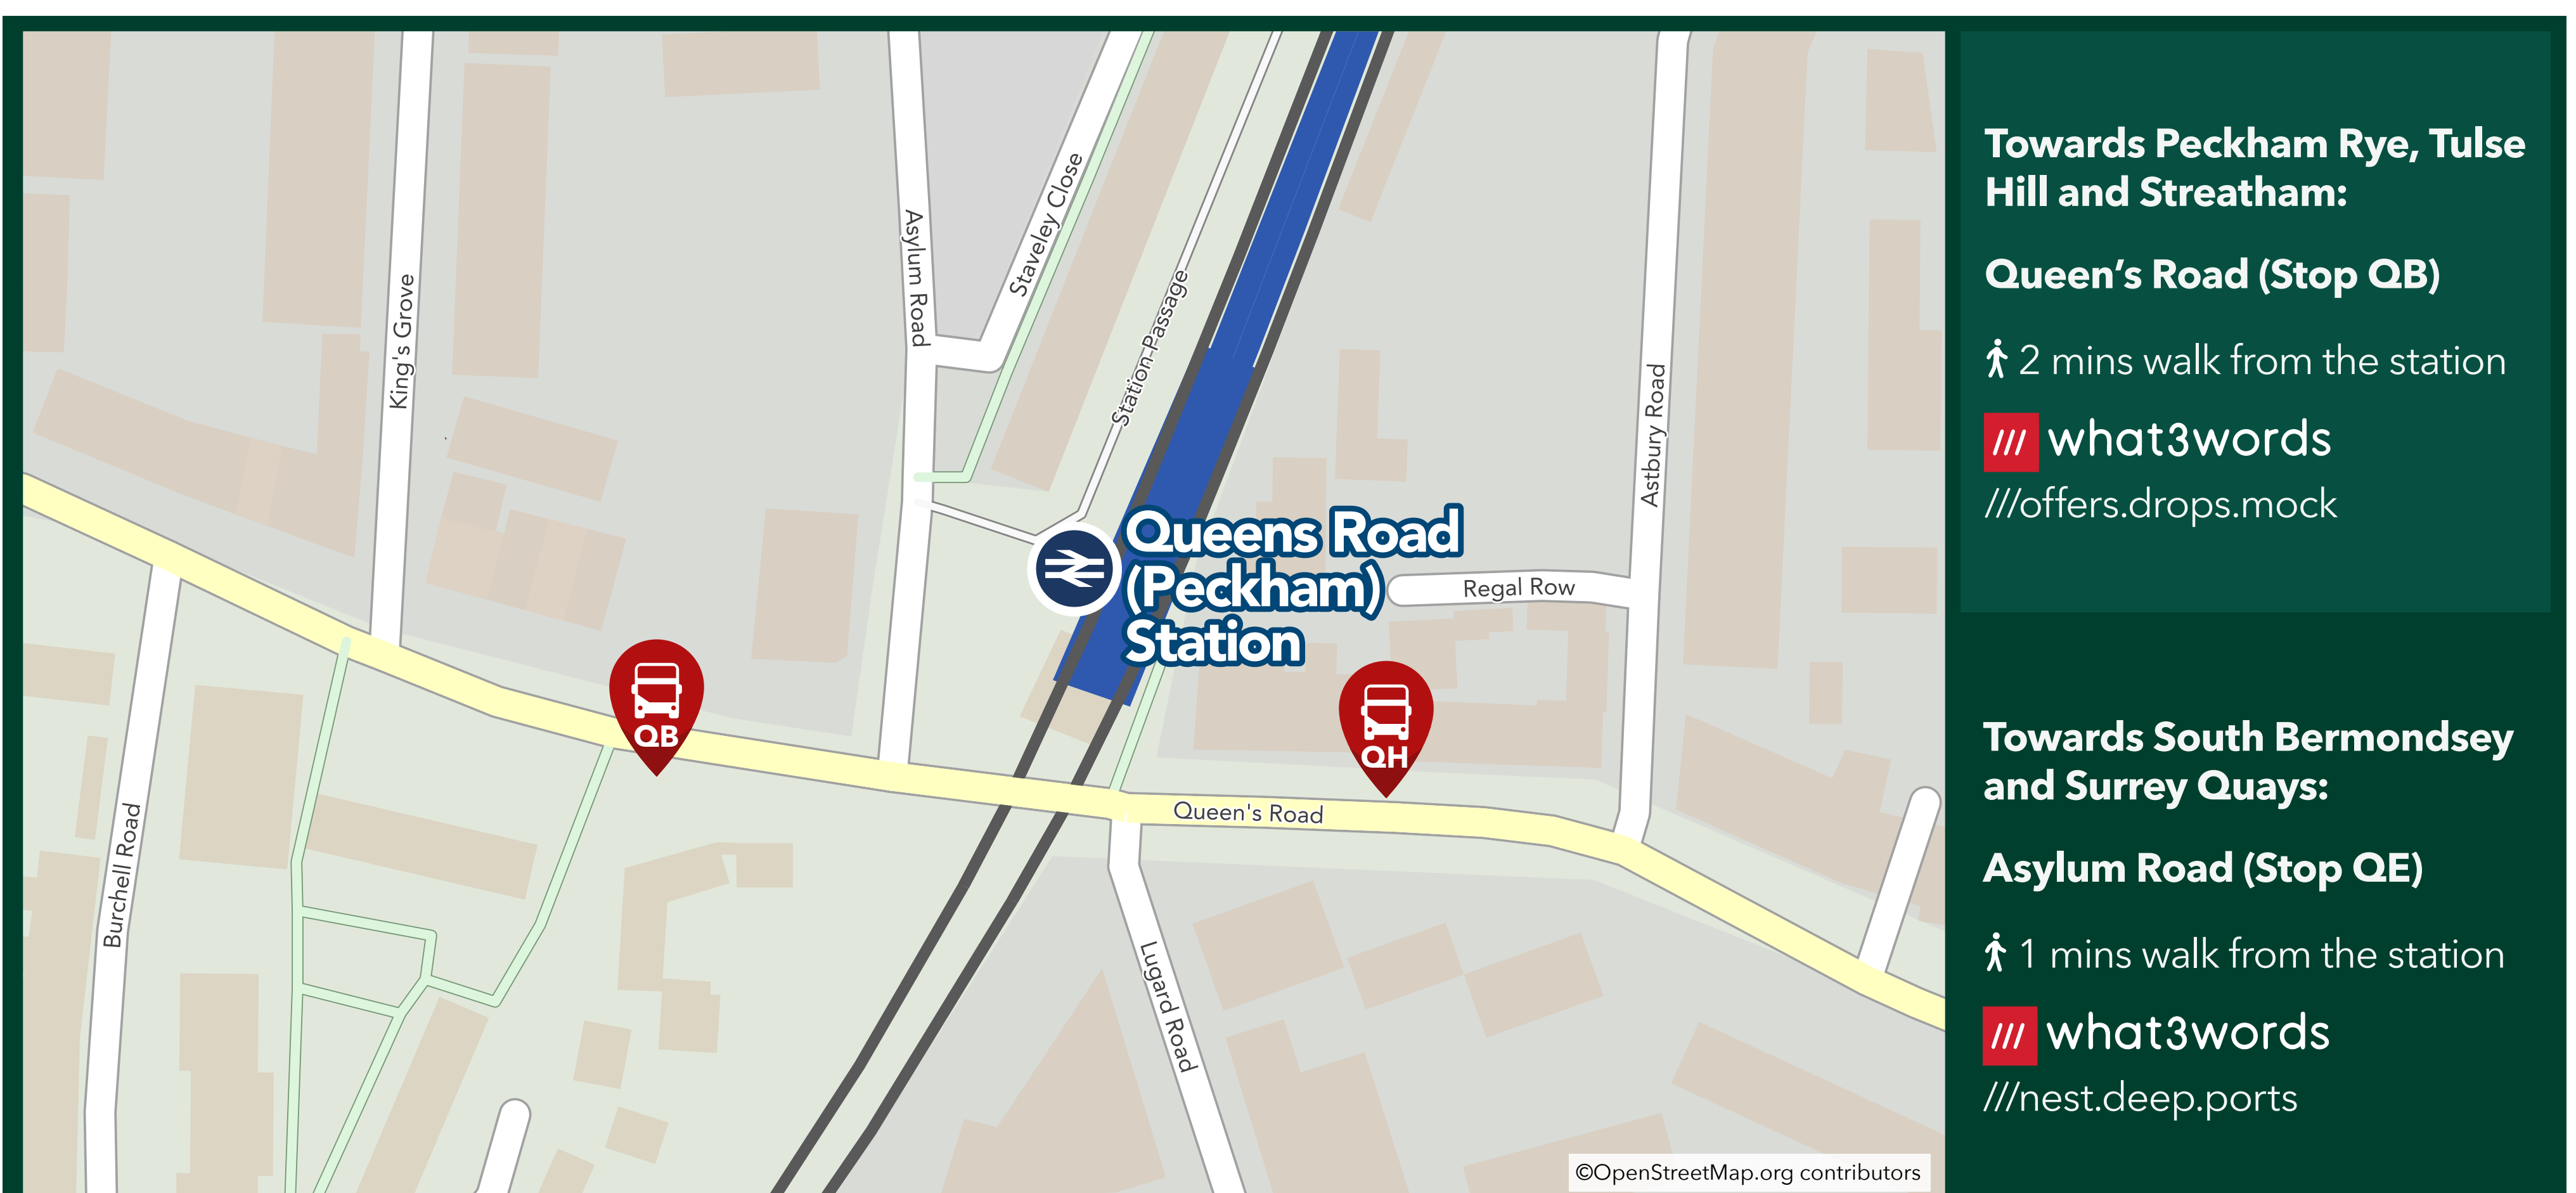 King's Grove
Asylum Road
Staveley Close
Station Passage
Astbury Road
Regal Row
Queens Road
(Peckham)
Station
QB
QH
Queen's Road
Burchell Road
Lugard Road
©OpenStreetMap.org contributors
Towards Peckham Rye, Tulse
Hill and Streatham:
Queen’s Road (Stop QB)
2 mins walk from the station
what3words
///offers.drops.mock
Towards South Bermondsey
and Surrey Quays:
Asylum Road (Stop QE)
1 mins walk from the station
what3words
///nest.deep.ports